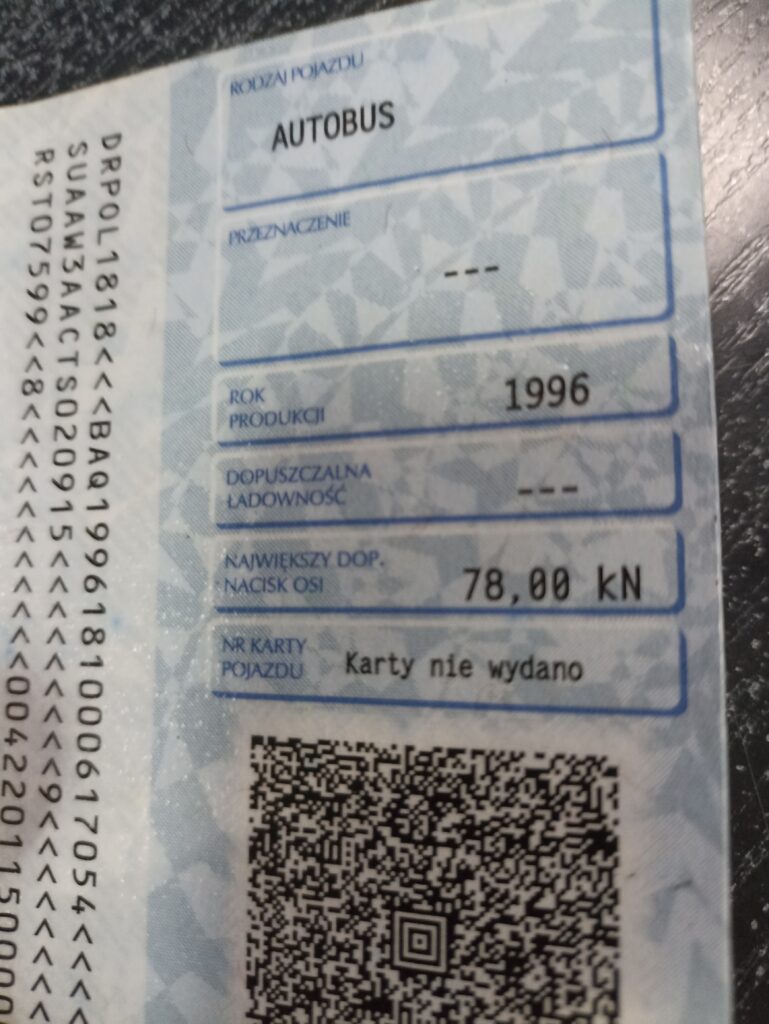 RODZAJ POJAZDU
AUTOBUS
PRZEZNACZENIE
---
ROK
PRODUKCJI
1996
DOPUSZCZALNA
ŁADOWNOŚĆ
---
NAJWIĘKSZY DOP.
NACISK OSI
78,00 kN
NR KARTY
POJAZDU
Karty nie wydano
DRPOL1818<<<BAQ1996181000617054<<<<
SUAAW3AACTS020915<<<<<<<<9<<<<<<<
RST07599<<8<<<<<<<<<<<<0042201150000